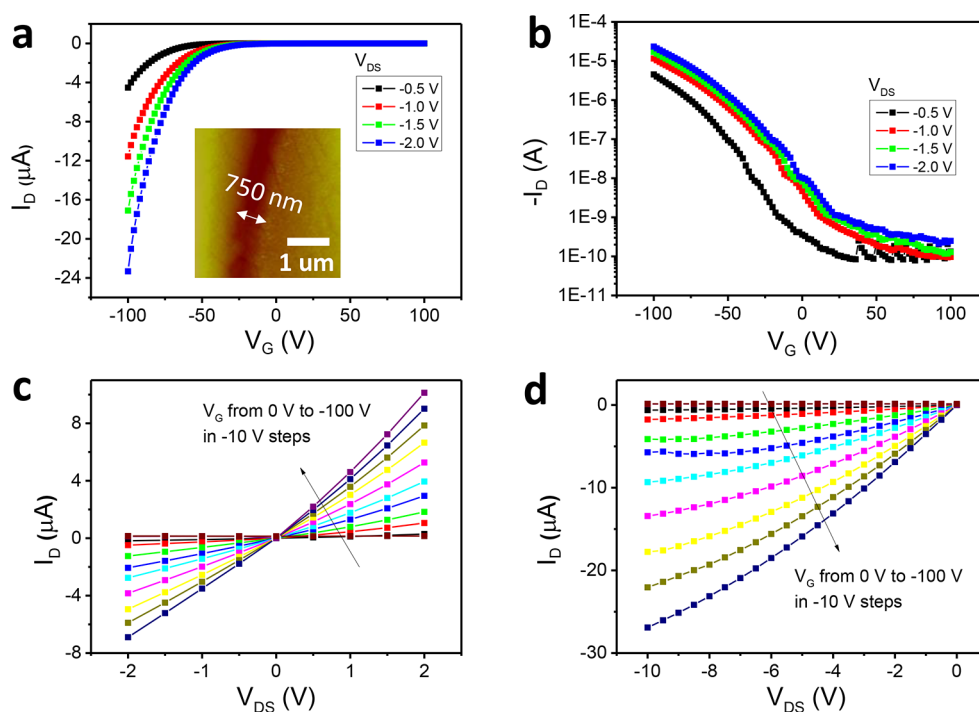 a
0
-4
-8
-12
-16
-20
-24
I_D (μA)
-100
-50
0
50
100
V_G (V)
V_DS
-0.5 V
-1.0 V
-1.5 V
-2.0 V
750 nm
1 um
b
1E-4
1E-5
1E-6
1E-7
1E-8
1E-9
1E-10
1E-11
-I_D (A)
-100
-50
0
50
100
V_G (V)
V_DS
-0.5 V
-1.0 V
-1.5 V
-2.0 V
c
8
4
0
-4
-8
I_D (μA)
-2
-1
0
1
2
V_DS (V)
V_G from 0 V to -100 V
in -10 V steps
d
0
-10
-20
-30
I_D (μA)
-10
-8
-6
-4
-2
0
V_DS (V)
V_G from 0 V to -100 V
in -10 V steps